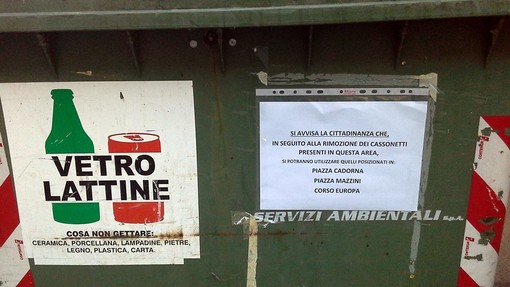 VETRO
LATTINE
COSA NON GETTARE:
CERAMICA, PORCELLANA, LAMPADINE, PIETRE,
LEGNO, PLASTICA, CARTA.
SI AVVISA LA CITTADINANZA CHE,
IN SEGUITO ALLA RIMOZIONE DEI CASSONETTI
PRESENTI IN QUESTA AREA,
SI POTRANNO UTILIZZARE QUELLI POSIZIONATI IN:
PIAZZA CADORNA
PIAZZA MAZZINI
CORSO EUROPA
SERVIZI AMBIENTALI S.p.A.